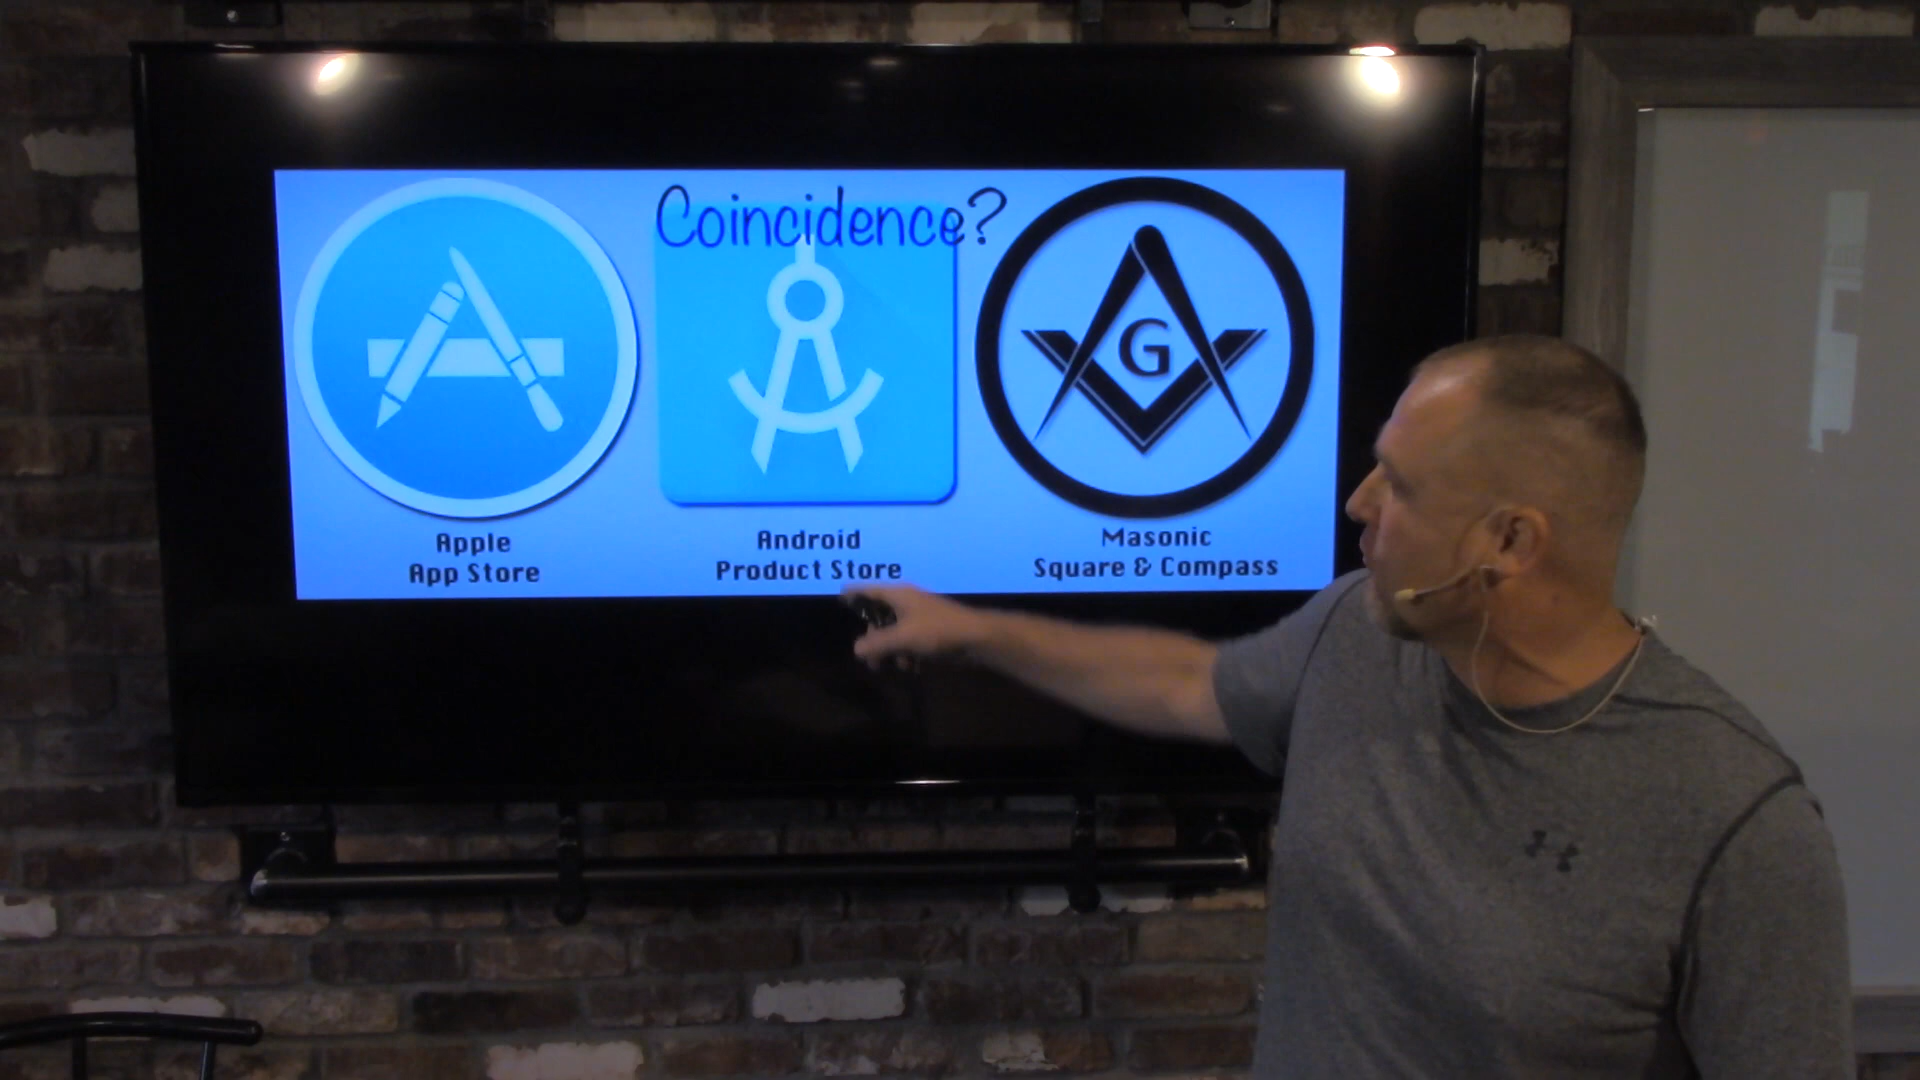 Coincidence?
G
Apple
App Store
Android
Product Store
Masonic
Square & Compass